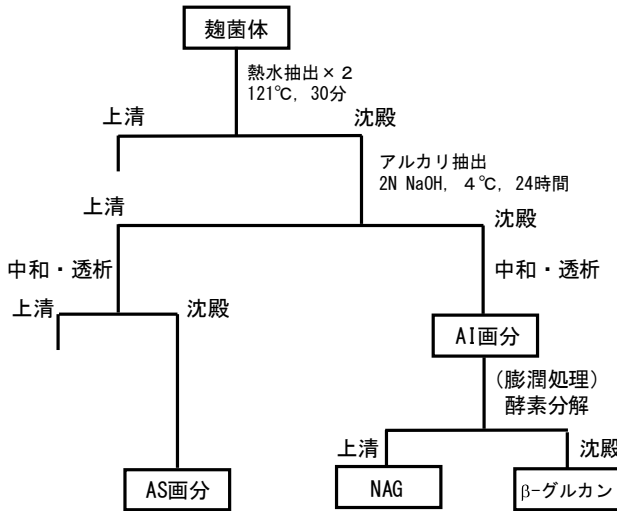 麹菌体
熱水抽出×２
121℃, 30分
上清
沈殿
アルカリ抽出
2N NaOH, ４℃, 24時間
上清
沈殿
中和・透析
中和・透析
上清
沈殿
AI画分
(膨潤処理)
酵素分解
上清
沈殿
AS画分
NAG
β-グルカン